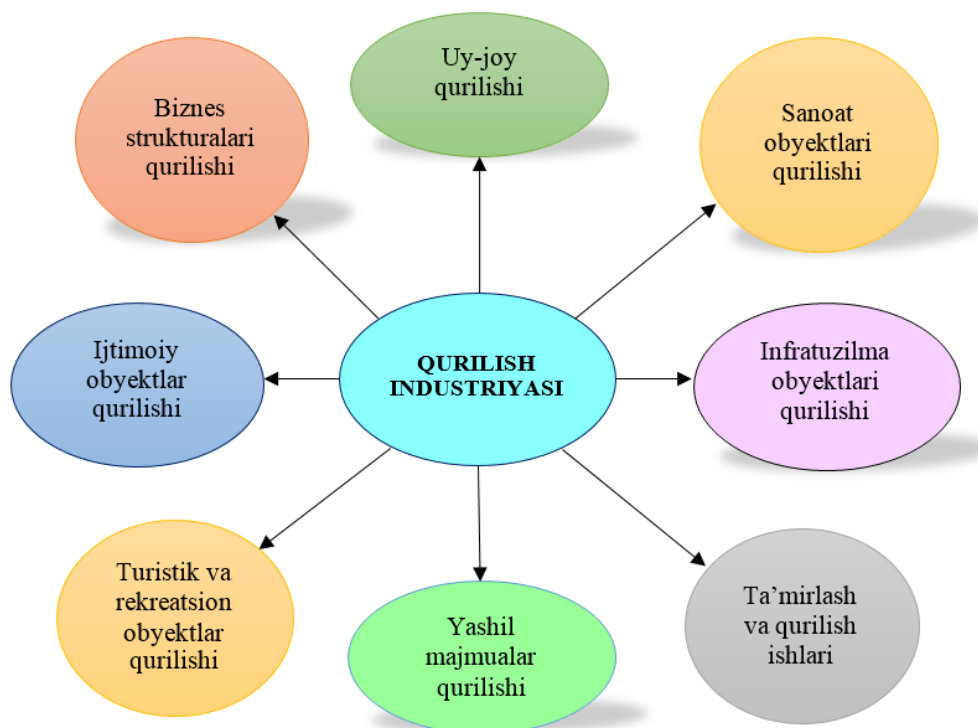 Uy-joy
qurilishi
Biznes
strukturalari
qurilishi
Sanoat
obyektlari
qurilishi
Ijtimoiy
obyektlar
qurilishi
QURILISH
INDUSTRIYASI
Infratuzilma
obyektlari
qurilishi
Turistik va
rekreatsion
obyektlar
qurilishi
Yashil
majmualar
qurilishi
Ta’mirlash
va qurilish
ishlari